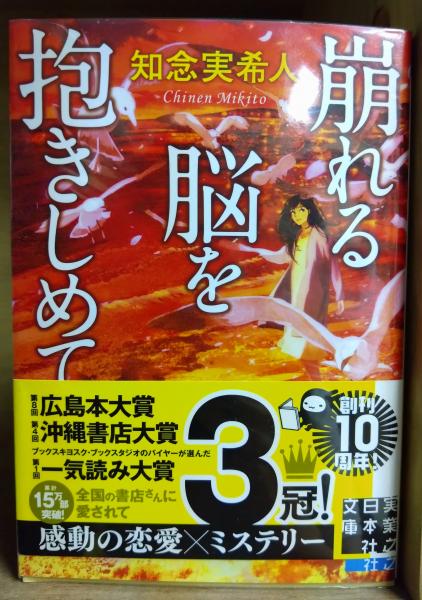 崩れる
脳を
抱きしめて
知念実希人
Chinen Mikito
第8回
広島本大賞
第4回
沖縄書店大賞
ブックスキヨスク・ブックスタジオのバイヤーが選んだ
第1回
一気読み大賞
3
冠!
創刊
10
周年!
累計
15万部
突破!
全国の書店さんに
愛されて
感動の恋愛×ミステリー
実業之
日本社
文庫